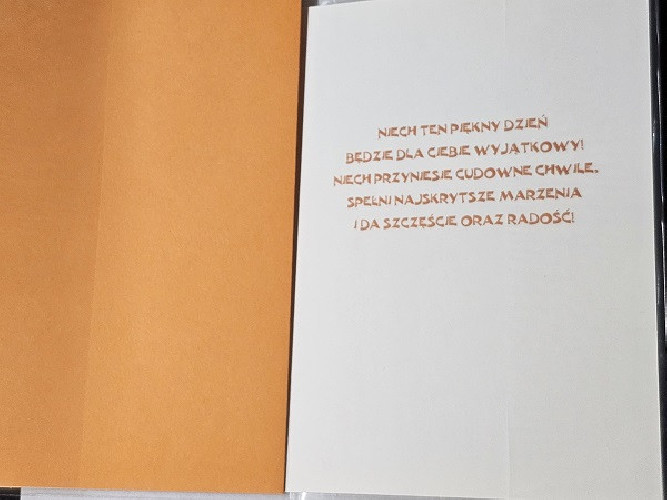 NIECH TEN PIĘKNY DZIEŃ
BĘDZIE DLA CIEBIE WYJĄTKOWY!
NIECH PRZYNIESIE CUDOWNE CHWILE,
SPEŁNI NAJSKRYTSZE MARZENIA
I DA SZCZĘŚCIE ORAZ RADOŚĆ!